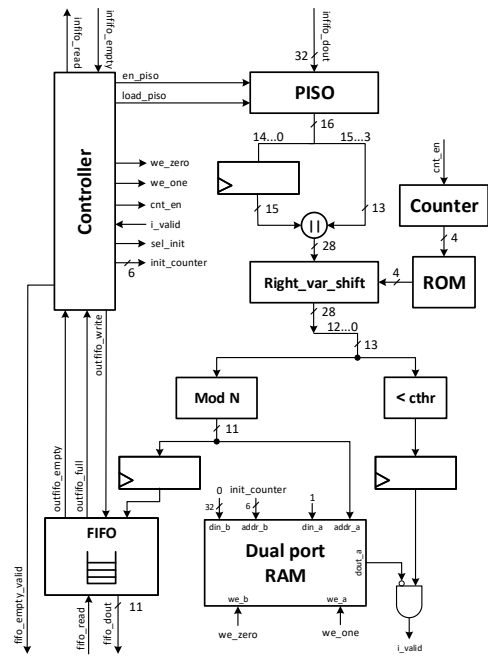 infifo_read
infifo_empty
infifo_dout
32
en_piso
load_piso
PISO
16
14...0
15...3
cnt_en
Controller
we_zero
we_one
cnt_en
i_valid
sel_init
init_counter
6
15
13
||
28
Counter
4
ROM
4
Right_var_shift
28
12...0
13
outfifo_write
Mod N
11
< cthr
outfifo_empty
outfifo_full
FIFO
0
init_counter
1
32
6
din_b
addr_b
din_a
addr_a
Dual port
RAM
dout_a
we_b
we_a
we_zero
we_one
i_valid
fifo_empty_valid
fifo_read
fifo_dout
11